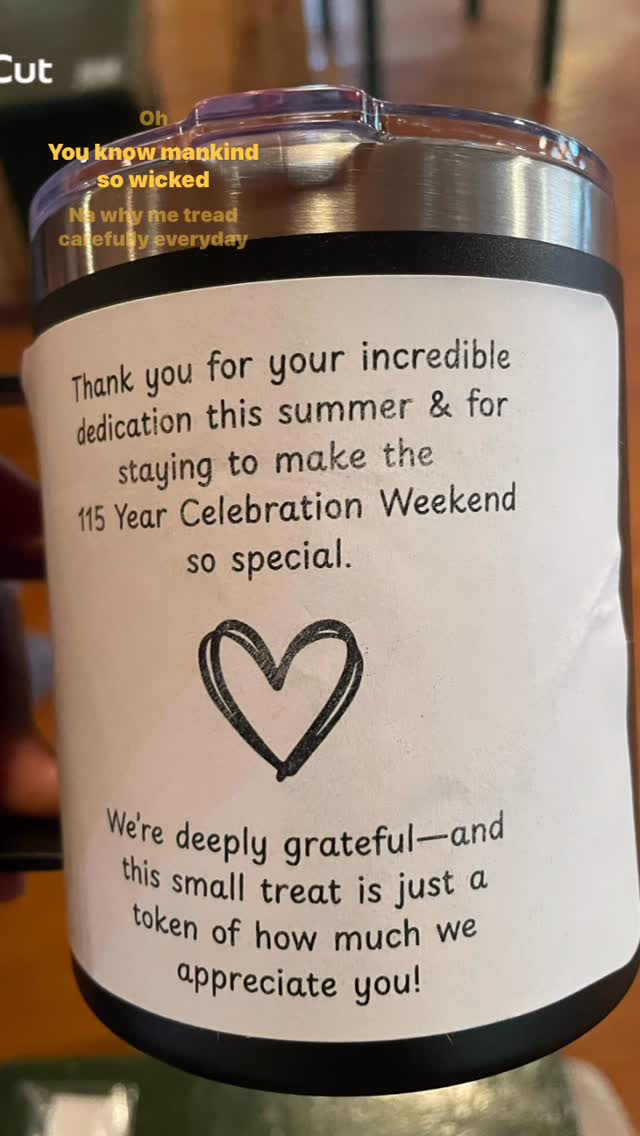 Cut
Oh
You know mankind
so wicked
Na why me tread
carefully everyday
Thank you for your incredible
dedication this summer & for
staying to make the
115 Year Celebration Weekend
so special.
We're deeply grateful—and
this small treat is just a
token of how much we
appreciate you!